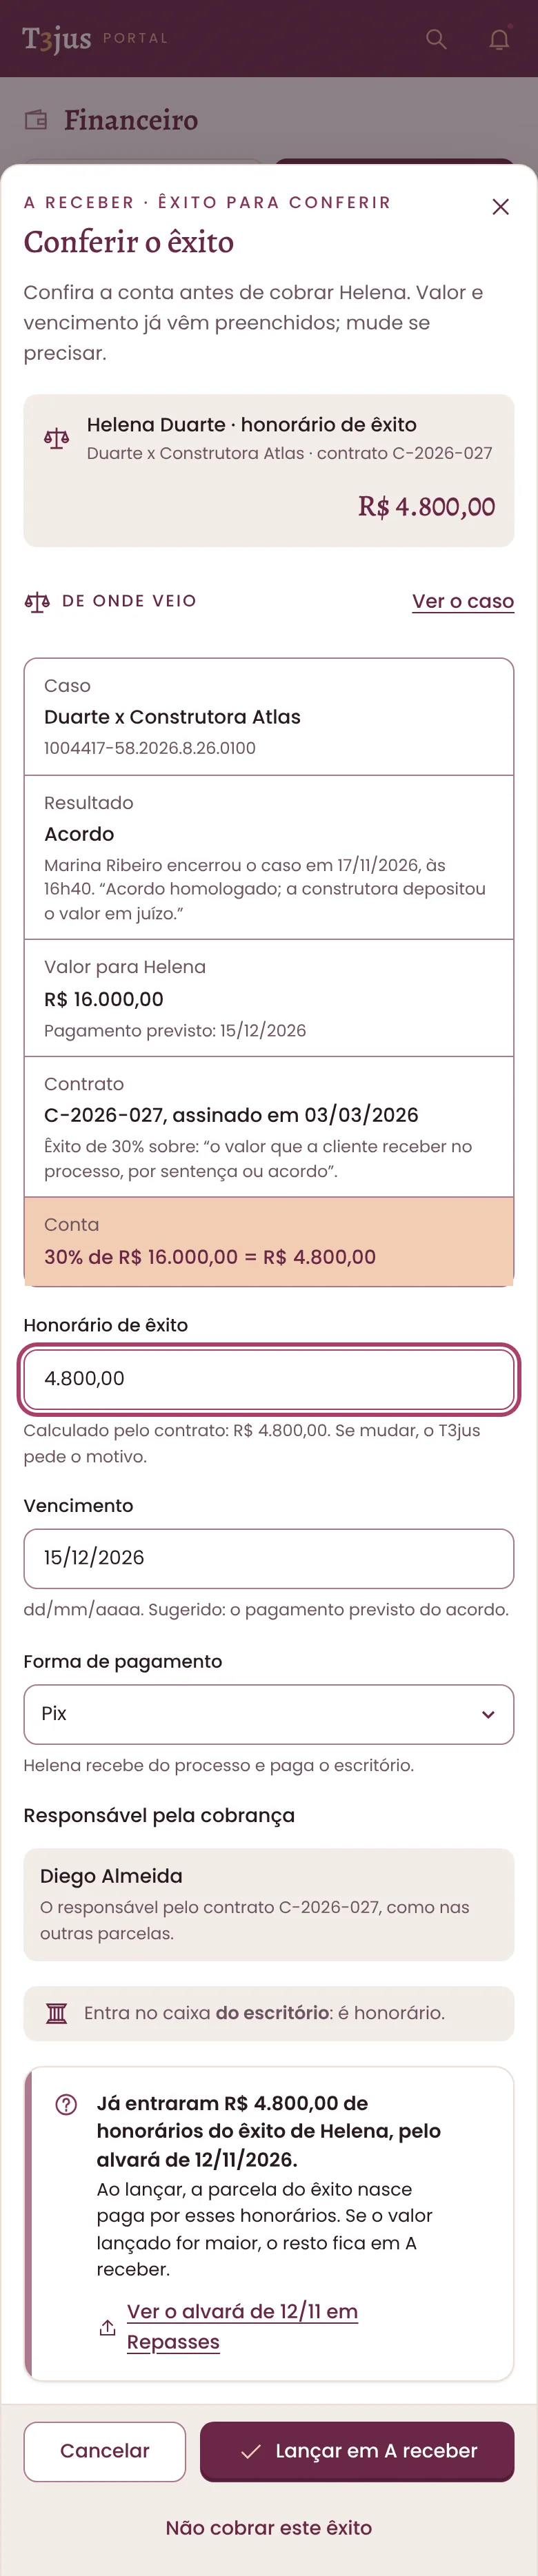 T3jus PORTAL
Financeiro
A RECEBER · ÊXITO PARA CONFERIR
Conferir o êxito
Confira a conta antes de cobrar Helena. Valor e
vencimento já vêm preenchidos; mude se
precisar.
Helena Duarte · honorário de êxito
Duarte x Construtora Atlas · contrato C-2026-027
R$ 4.800,00
DE ONDE VEIO
Ver o caso
Caso
Duarte x Construtora Atlas
1004417-58.2026.8.26.0100
Resultado
Acordo
Marina Ribeiro encerrou o caso em 17/11/2026, às
16h40. “Acordo homologado; a construtora depositou
o valor em juízo.”
Valor para Helena
R$ 16.000,00
Pagamento previsto: 15/12/2026
Contrato
C-2026-027, assinado em 03/03/2026
Êxito de 30% sobre: “o valor que a cliente receber no
processo, por sentença ou acordo”.
Conta
30% de R$ 16.000,00 = R$ 4.800,00
Honorário de êxito
4.800,00
Calculado pelo contrato: R$ 4.800,00. Se mudar, o T3jus
pede o motivo.
Vencimento
15/12/2026
dd/mm/aaaa. Sugerido: o pagamento previsto do acordo.
Forma de pagamento
Pix
Helena recebe do processo e paga o escritório.
Responsável pela cobrança
Diego Almeida
O responsável pelo contrato C-2026-027, como nas
outras parcelas.
Entra no caixa do escritório: é honorário.
Já entraram R$ 4.800,00 de
honorários do êxito de Helena, pelo
alvará de 12/11/2026.
Ao lançar, a parcela do êxito nasce
paga por esses honorários. Se o valor
lançado for maior, o resto fica em A
receber.
Ver o alvará de 12/11 em
Repasses
Cancelar
Lançar em A receber
Não cobrar este êxito